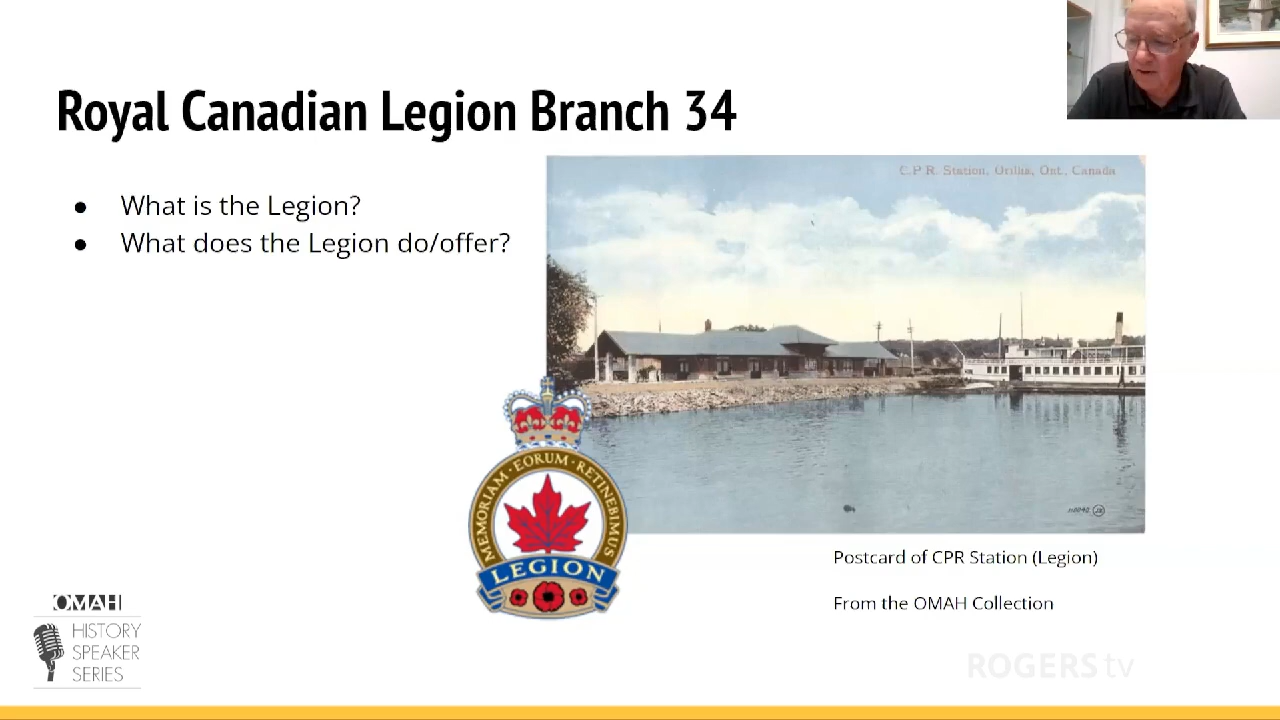 Royal Canadian Legion Branch 34
● What is the Legion?
● What does the Legion do/offer?
C.P.R. Station, Orillia, Ont., Canada
MEMORIAM · EORUM · RETINEBIMUS
LEGION
Postcard of CPR Station (Legion)
From the OMAH Collection
OMAH
HISTORY
SPEAKER
SERIES
ROGERS tv